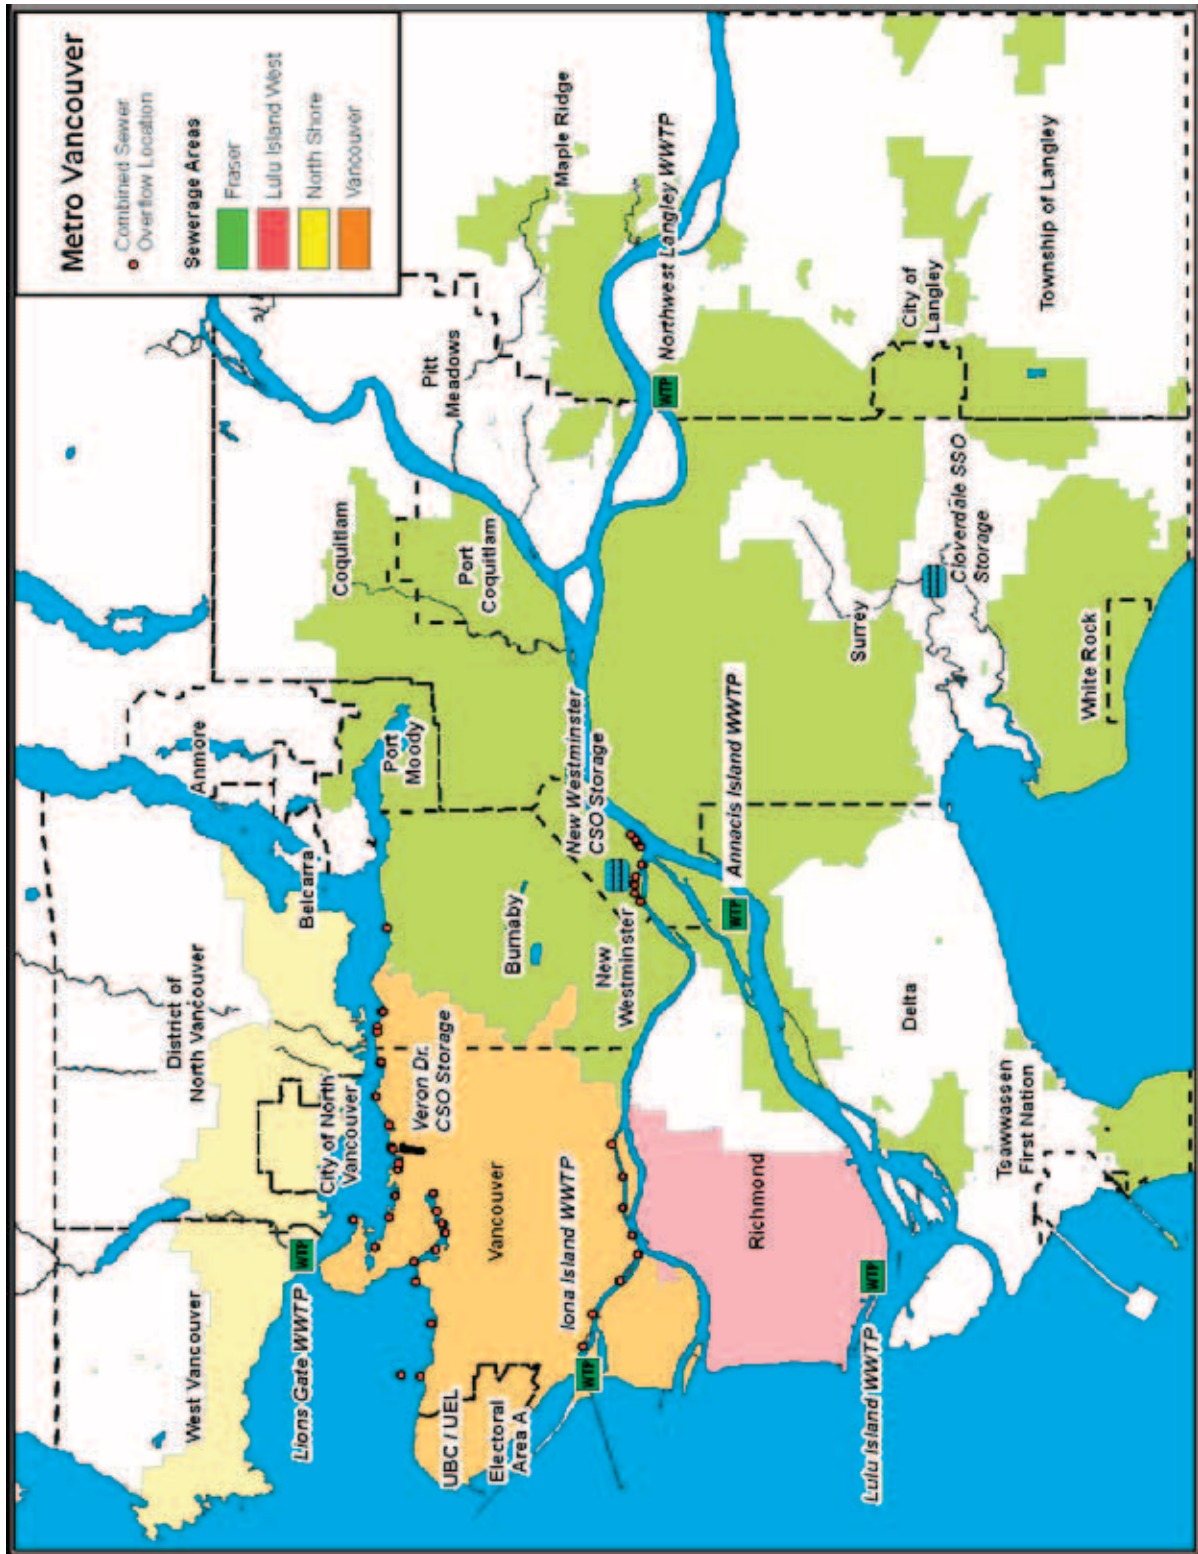 Metro Vancouver
Combined Sewer
Overflow Location
Sewerage Areas
Fraser
Lulu Island West
North Shore
Vancouver
West Vancouver
District of
North Vancouver
Anmore
Lions Gate WWTP
WTP
City of North
Vancouver
Belcarra
Coquitlam
Pitt
Meadows
Maple Ridge
Port
Moody
Port
Coquitlam
UBC / UEL
Electoral
Area A
Vancouver
Veron Dr.
CSO Storage
Burnaby
New Westminster
CSO Storage
Iona Island WWTP
WTP
New
Westminster
Northwest Langley WWTP
WTP
Annacis Island WWTP
WTP
Richmond
Surrey
Lulu Island WWTP
WTP
Delta
City of
Langley
Cloverdale SSO
Storage
Tsawwassen
First Nation
White Rock
Township of Langley